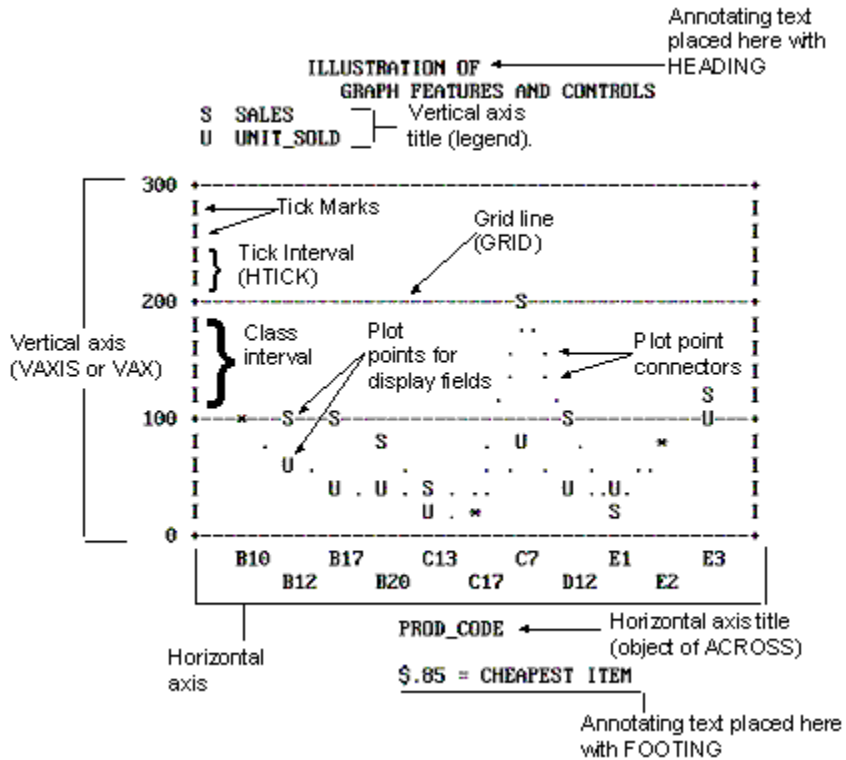 Annotating text
placed here with
HEADING
ILLUSTRATION OF
GRAPH FEATURES AND CONTROLS
S SALES
U UNIT_SOLD
Vertical axis
title (legend).
300
Tick Marks
Grid line
(GRID)
Tick Interval
(HTICK)
200
S
Vertical axis
(VAXIS or VAX)
Class
interval
Plot
points for
display fields
Plot point
connectors
S
100 * S S S U
S U *
U
U U S U U
U * S
0
B10 B17 C13 C7 E1 E3
B12 B20 C17 D12 E2
PROD_CODE
Horizontal axis title
(object of ACROSS)
Horizontal
axis
$.85 = CHEAPEST ITEM
Annotating text placed here
with FOOTING